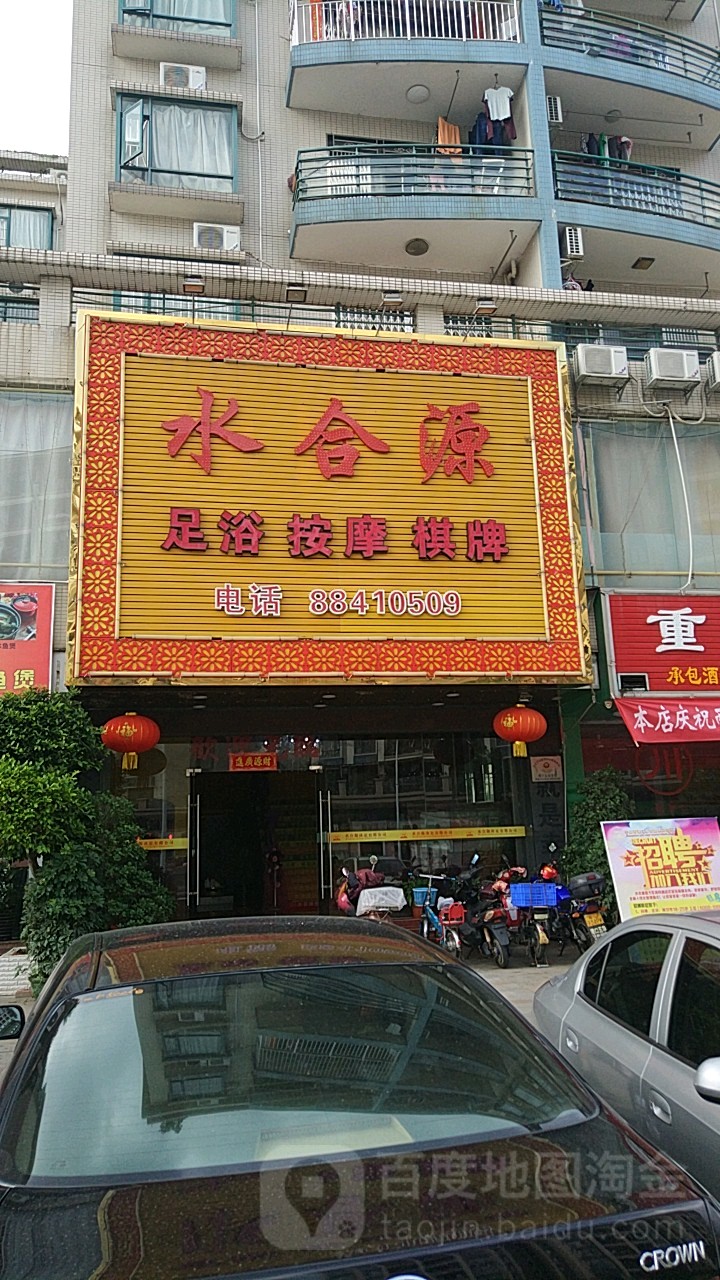 水合源
足浴 按摩 棋牌
电话 88410509
煲
重
承包酒
本店庆祝
招聘
百度地图淘金
taojin.baidu.com
CROWN